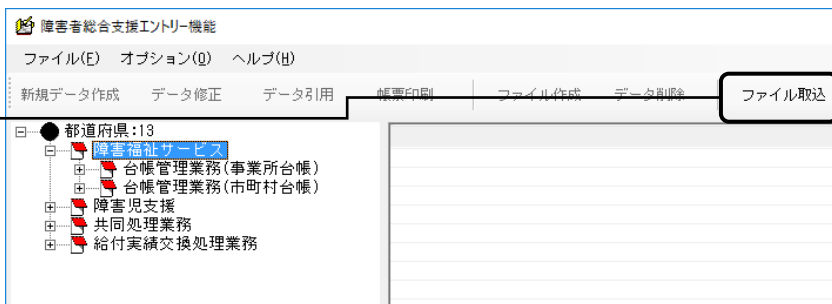 障害者総合支援エントリー機能
ファイル(F) オプション(O) ヘルプ(H)
新規データ作成 データ修正 データ引用 帳票印刷 ファイル作成 データ削除 ファイル取込
都道府県:13
障害福祉サービス
台帳管理業務(事業所台帳)
台帳管理業務(市町村台帳)
障害児支援
共同処理業務
給付実績交換処理業務